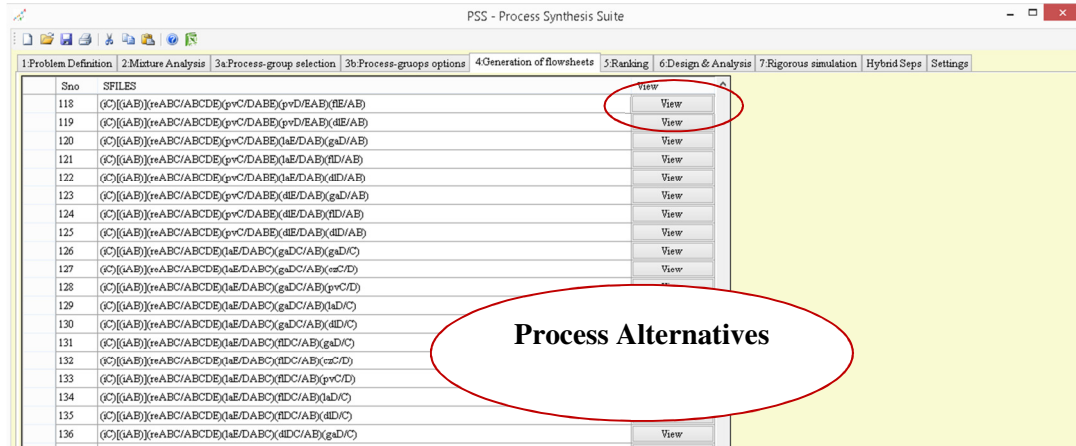 PSS - Process Synthesis Suite
1:Problem Definition 2:Mixture Analysis 3a:Process-group selection 3b:Process-gruops options 4:Generation of flowsheets 5:Ranking 6:Design & Analysis 7:Rigorous simulation Hybrid Seps Settings
Sno SFILES View
118 (iC)[(iAB)](reABC/ABCDE)(pvC/DABE)(pvD/EAB)(flE/AB) View
119 (iC)[(iAB)](reABC/ABCDE)(pvC/DABE)(pvD/EAB)(dlE/AB) View
120 (iC)[(iAB)](reABC/ABCDE)(pvC/DABE)(laE/DAB)(gaD/AB) View
121 (iC)[(iAB)](reABC/ABCDE)(pvC/DABE)(laE/DAB)(flD/AB) View
122 (iC)[(iAB)](reABC/ABCDE)(pvC/DABE)(laE/DAB)(dlD/AB) View
123 (iC)[(iAB)](reABC/ABCDE)(pvC/DABE)(dlE/DAB)(gaD/AB) View
124 (iC)[(iAB)](reABC/ABCDE)(pvC/DABE)(dlE/DAB)(flD/AB) View
125 (iC)[(iAB)](reABC/ABCDE)(pvC/DABE)(dlE/DAB)(dlD/AB) View
126 (iC)[(iAB)](reABC/ABCDE)(laE/DABC)(gaDC/AB)(gaD/C) View
127 (iC)[(iAB)](reABC/ABCDE)(laE/DABC)(gaDC/AB)(czC/D) View
128 (iC)[(iAB)](reABC/ABCDE)(laE/DABC)(gaDC/AB)(pvC/D)
129 (iC)[(iAB)](reABC/ABCDE)(laE/DABC)(gaDC/AB)(laD/C)
130 (iC)[(iAB)](reABC/ABCDE)(laE/DABC)(gaDC/AB)(dlD/C)
131 (iC)[(iAB)](reABC/ABCDE)(laE/DABC)(flDC/AB)(gaD/C)
132 (iC)[(iAB)](reABC/ABCDE)(laE/DABC)(flDC/AB)(czC/D)
133 (iC)[(iAB)](reABC/ABCDE)(laE/DABC)(flDC/AB)(pvC/D)
134 (iC)[(iAB)](reABC/ABCDE)(laE/DABC)(flDC/AB)(laD/C)
135 (iC)[(iAB)](reABC/ABCDE)(laE/DABC)(flDC/AB)(dlD/C)
136 (iC)[(iAB)](reABC/ABCDE)(laE/DABC)(dlDC/AB)(gaD/C) View
Process Alternatives